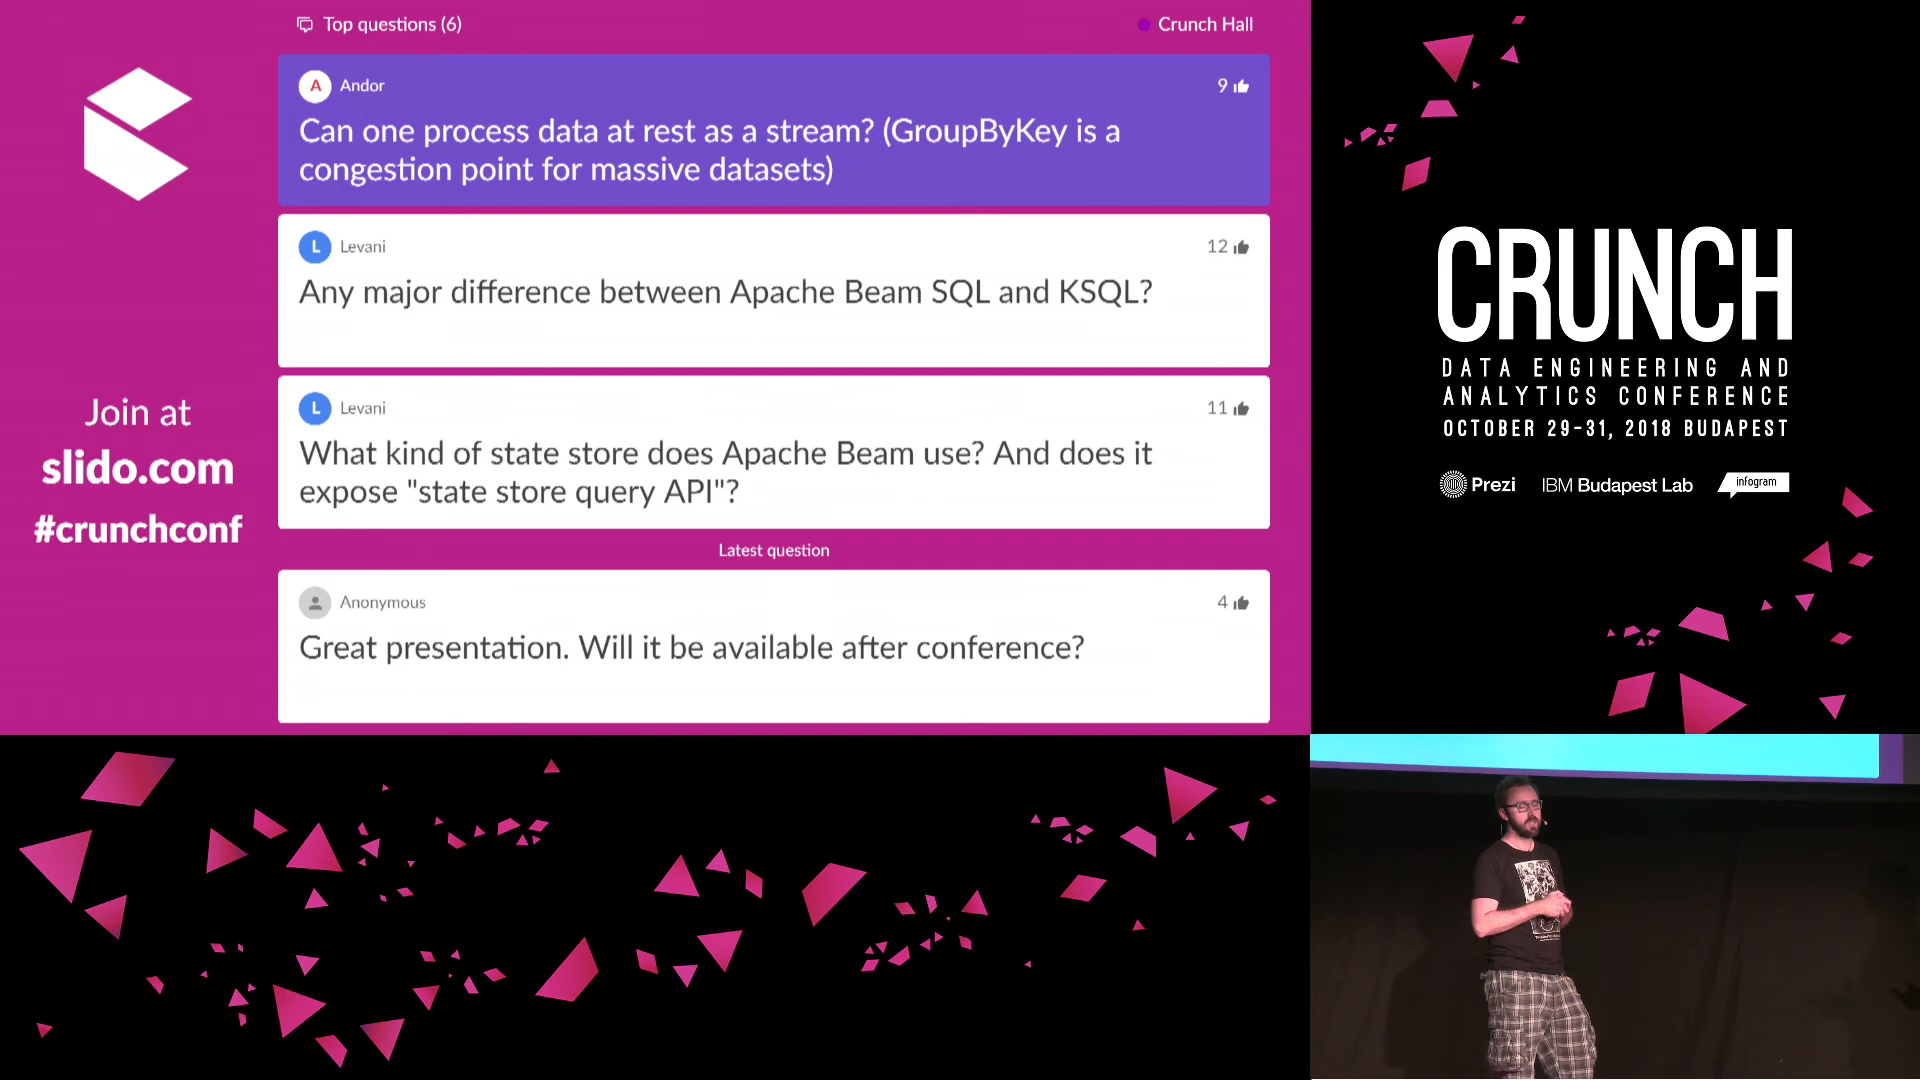 Top questions (6)
Crunch Hall
A Andor
9
Can one process data at rest as a stream? (GroupByKey is a
congestion point for massive datasets)
L Levani
12
Any major difference between Apache Beam SQL and KSQL?
L Levani
11
What kind of state store does Apache Beam use? And does it
expose "state store query API"?
Latest question
Anonymous
4
Great presentation. Will it be available after conference?
Join at
slido.com
#crunchconf
CRUNCH
DATA ENGINEERING AND
ANALYTICS CONFERENCE
OCTOBER 29-31, 2018 BUDAPEST
Prezi IBM Budapest Lab infogram